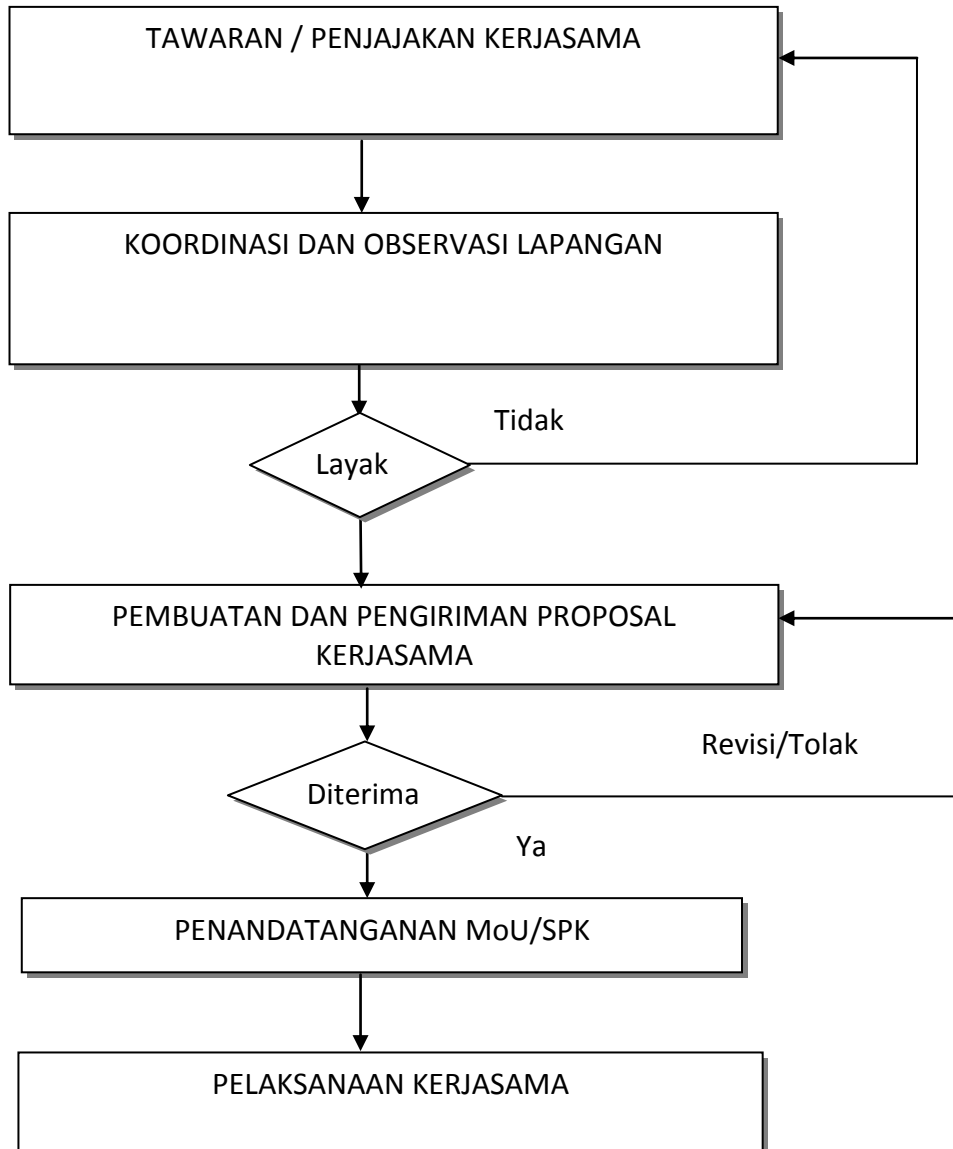 TAWARAN / PENJAJAKAN KERJASAMA
KOORDINASI DAN OBSERVASI LAPANGAN
Tidak
Layak
PEMBUATAN DAN PENGIRIMAN PROPOSAL
KERJASAMA
Revisi/Tolak
Diterima
Ya
PENANDATANGANAN MoU/SPK
PELAKSANAAN KERJASAMA